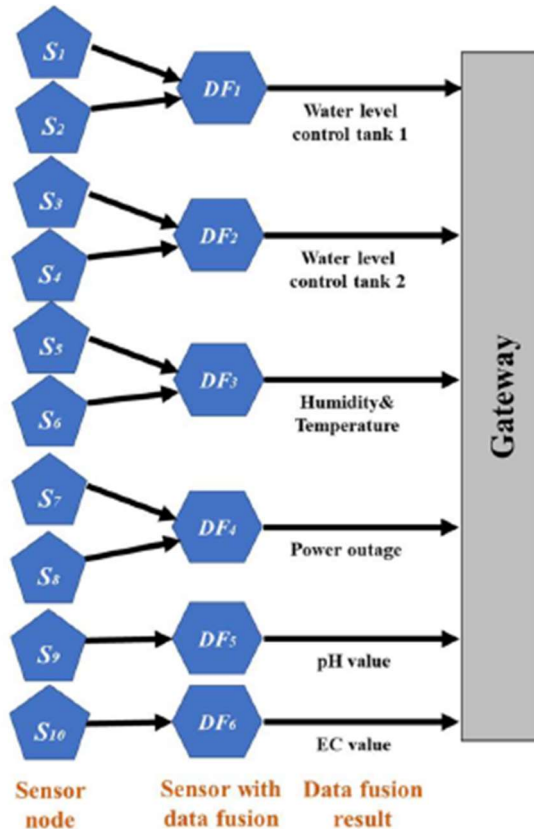 S1
S2
DF1
Water level
control tank 1
S3
S4
DF2
Water level
control tank 2
S5
S6
DF3
Humidity&
Temperature
S7
S8
DF4
Power outage
S9
DF5
pH value
S10
DF6
EC value
Gateway
Sensor
node
Sensor with
data fusion
Data fusion
result